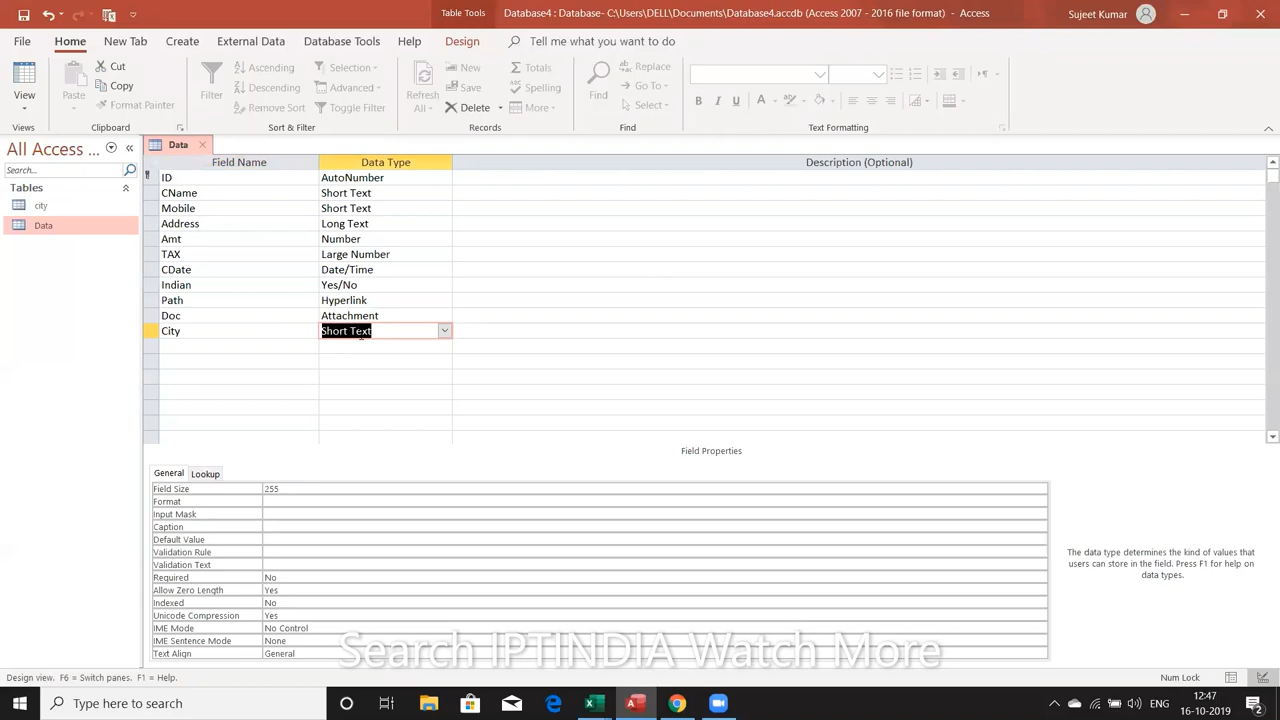 Table Tools
Database4 : Database- C:\Users\DELL\Documents\Database4.accdb (Access 2007 - 2016 file format) - Access
Sujeet Kumar
File
Home
New Tab
Create
External Data
Database Tools
Help
Design
Tell me what you want to do
View
Views
Paste
Cut
Copy
Format Painter
Clipboard
Filter
Ascending
Descending
Remove Sort
Selection
Advanced
Toggle Filter
Sort & Filter
Refresh
All
New
Save
Delete
Totals
Spelling
More
Records
Find
Replace
Go To
Select
Find
B I U
A
Text Formatting
All Access ...
Search...
Tables
city
Data
Data
Field Name Data Type Description (Optional)
ID AutoNumber
CName Short Text
Mobile Short Text
Address Long Text
Amt Number
TAX Large Number
CDate Date/Time
Indian Yes/No
Path Hyperlink
Doc Attachment
City Short Text
Field Properties
General Lookup
Field Size 255
Format
Input Mask
Caption
Default Value
Validation Rule
Validation Text
Required No
Allow Zero Length Yes
Indexed No
Unicode Compression Yes
IME Mode No Control
IME Sentence Mode None
Text Align General
The data type determines the kind of values that
users can store in the field. Press F1 for help on
data types.
Search IPTINDIA Watch More
Design view. F6 = Switch panes. F1 = Help.
Num Lock
Type here to search
ENG
12:47
16-10-2019
2